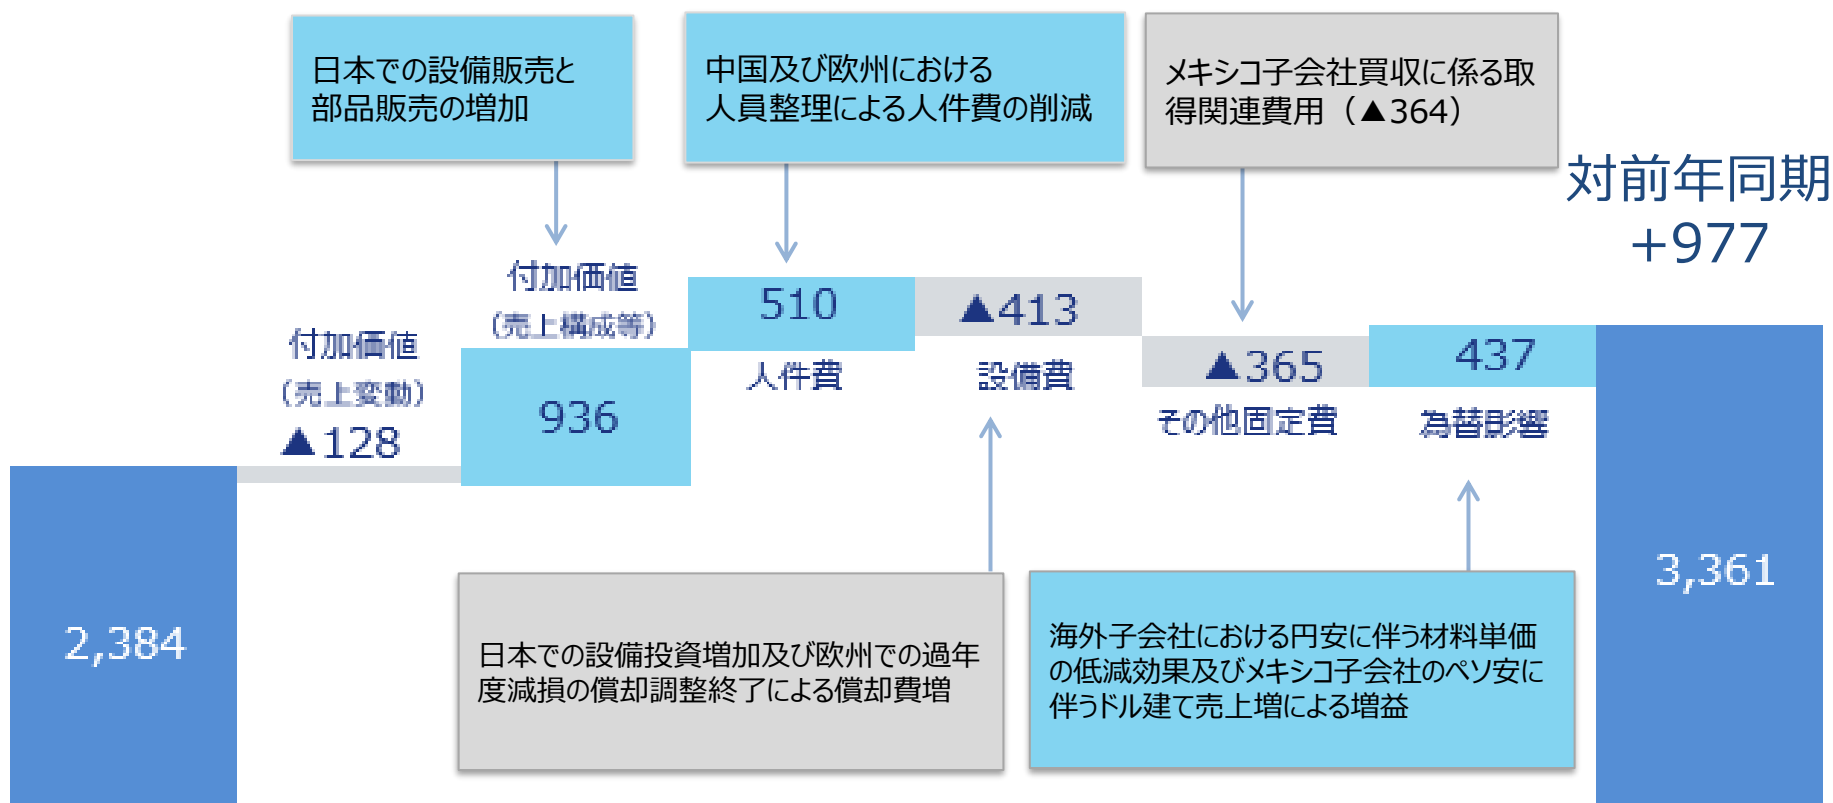 日本での設備販売と
部品販売の増加
中国及び欧州における
人員整理による人件費の削減
メキシコ子会社買収に係る取
得関連費用（▲364）
対前年同期
+977
付加価値
（売上変動）
▲128
付加価値
（売上構成等）
936
510
人件費
▲413
設備費
▲365
その他固定費
437
為替影響
2,384
3,361
日本での設備投資増加及び欧州での過年
度減損の償却調整終了による償却費増
海外子会社における円安に伴う材料単価
の低減効果及びメキシコ子会社のペソ安に
伴うドル建て売上増による増益